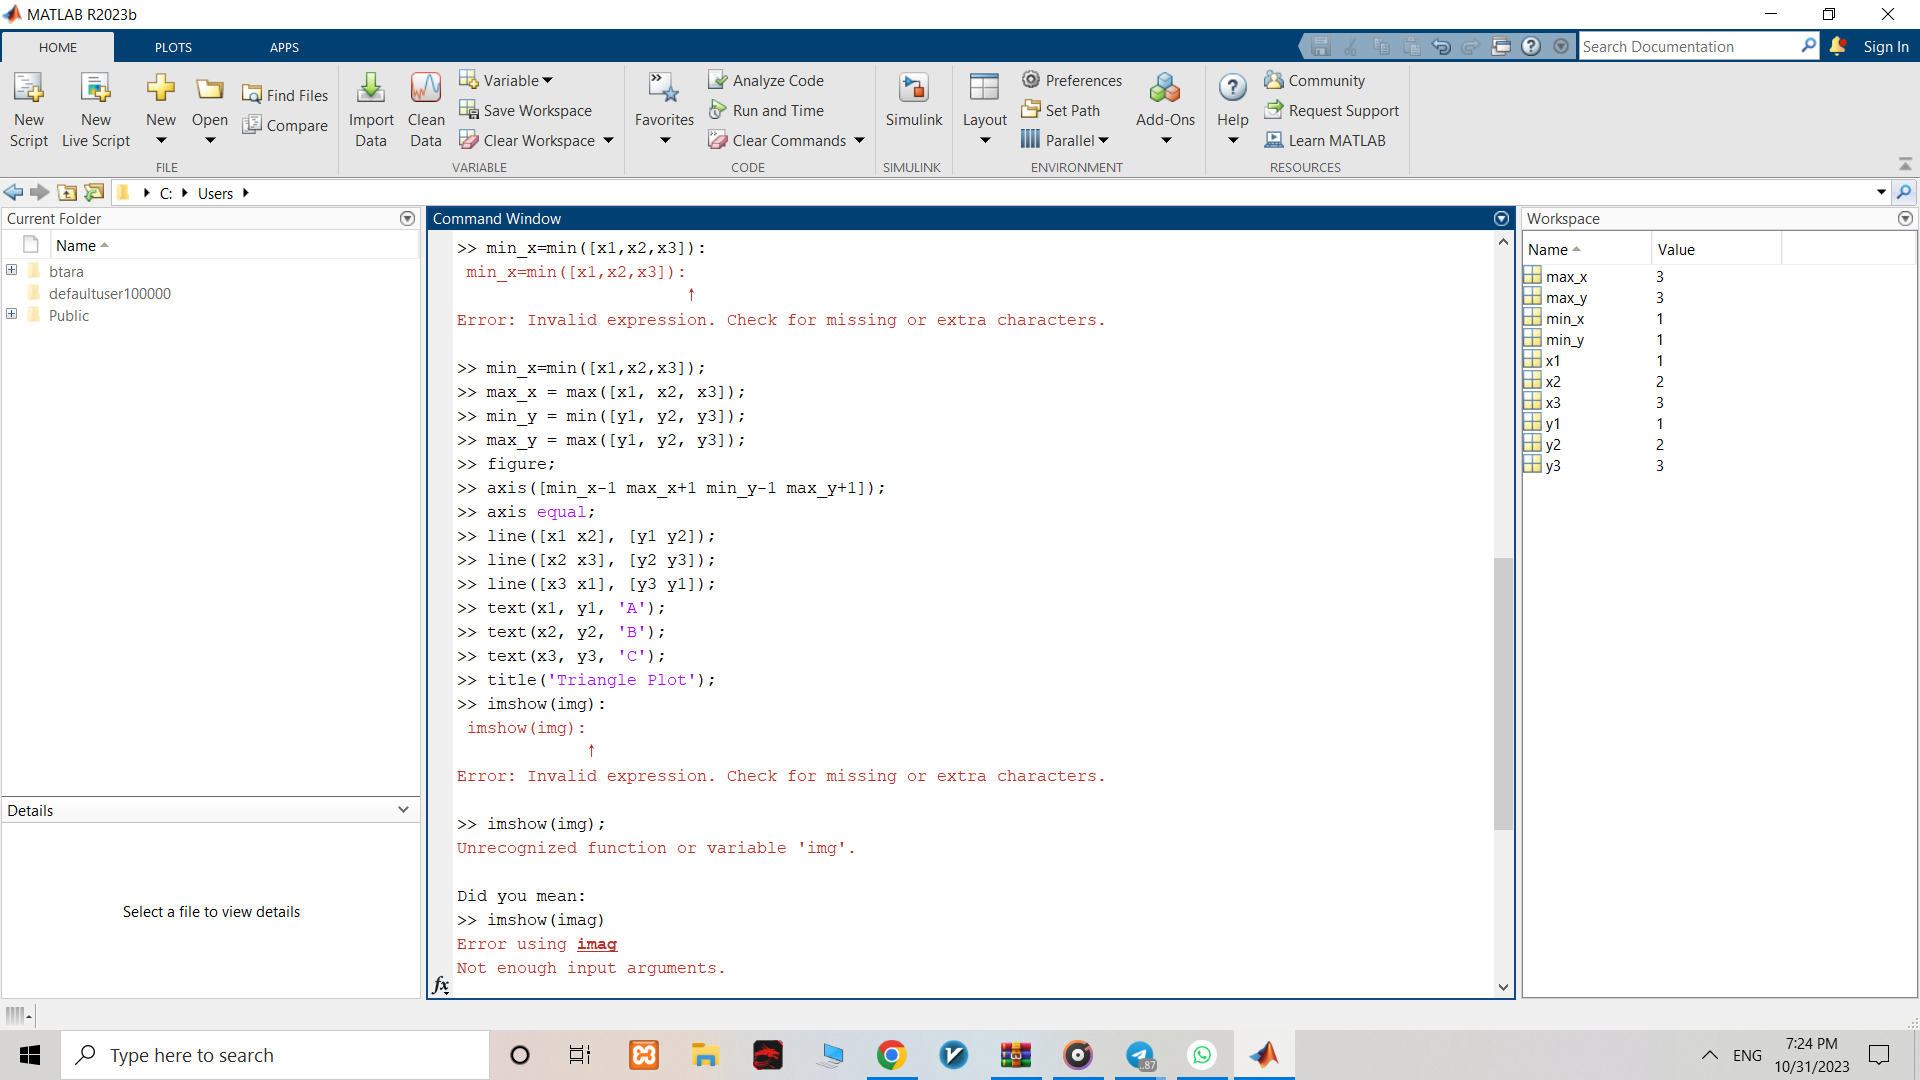 MATLAB R2023b
HOME
PLOTS
APPS
Search Documentation
Sign In
New Script
New Live Script
New
Open
Find Files
Compare
FILE
Import Data
Clean Data
Variable
Save Workspace
Clear Workspace
VARIABLE
Favorites
Analyze Code
Run and Time
Clear Commands
CODE
Simulink
SIMULINK
Layout
Preferences
Set Path
Parallel
Add-Ons
ENVIRONMENT
Help
Community
Request Support
Learn MATLAB
RESOURCES
C:
Users
Current Folder
Name
btara
defaultuser100000
Public
Details
Select a file to view details
Command Window
>> min_x=min([x1,x2,x3]):
min_x=min([x1,x2,x3]):
↑
Error: Invalid expression. Check for missing or extra characters.
>> min_x=min([x1,x2,x3]);
>> max_x = max([x1, x2, x3]);
>> min_y = min([y1, y2, y3]);
>> max_y = max([y1, y2, y3]);
>> figure;
>> axis([min_x-1 max_x+1 min_y-1 max_y+1]);
>> axis equal;
>> line([x1 x2], [y1 y2]);
>> line([x2 x3], [y2 y3]);
>> line([x3 x1], [y3 y1]);
>> text(x1, y1, 'A');
>> text(x2, y2, 'B');
>> text(x3, y3, 'C');
>> title('Triangle Plot');
>> imshow(img):
imshow(img):
↑
Error: Invalid expression. Check for missing or extra characters.
>> imshow(img);
Unrecognized function or variable 'img'.
Did you mean:
>> imshow(imag)
Error using imag
Not enough input arguments.
fx
Workspace
Name Value
max_x 3
max_y 3
min_x 1
min_y 1
x1 1
x2 2
x3 3
y1 1
y2 2
y3 3
Type here to search
.87
ENG
7:24 PM
10/31/2023